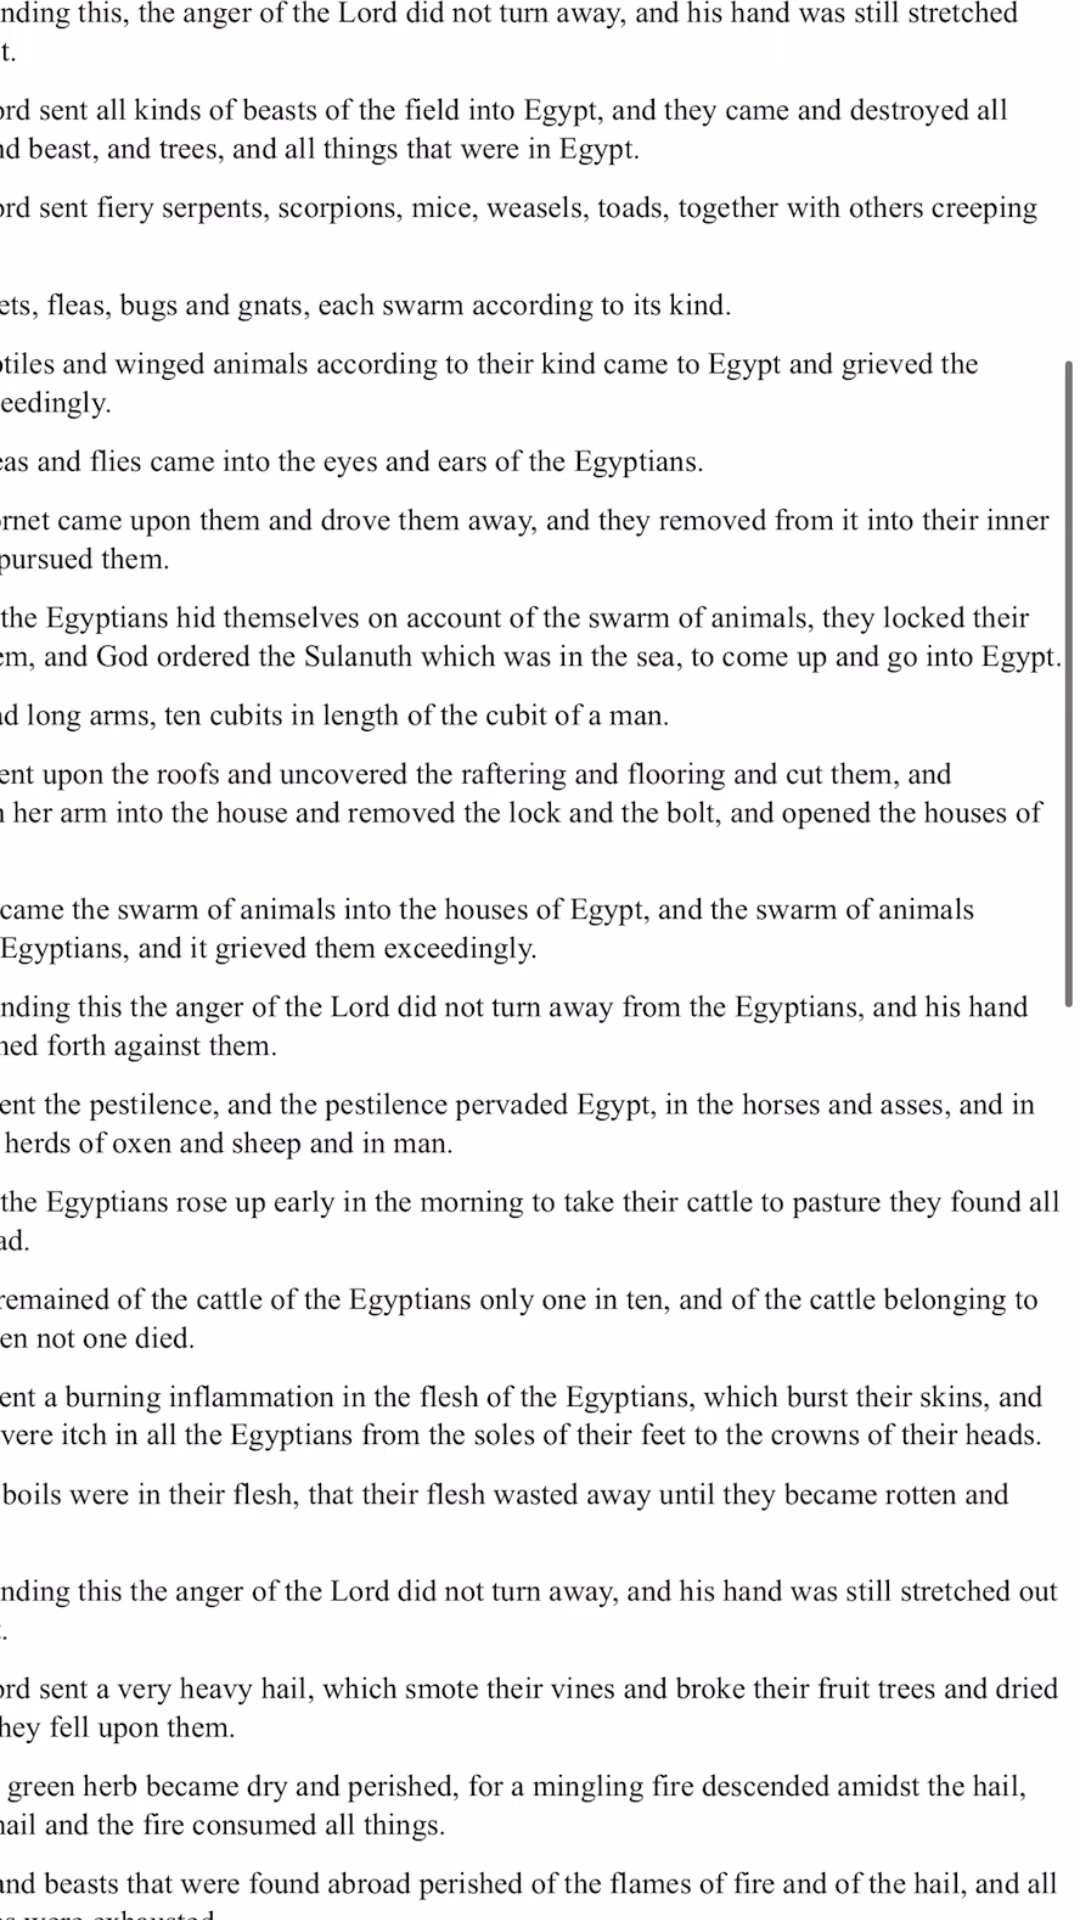 nding this, the anger of the Lord did not turn away, and his hand was still stretched
t.
ord sent all kinds of beasts of the field into Egypt, and they came and destroyed all
nd beast, and trees, and all things that were in Egypt.
ord sent fiery serpents, scorpions, mice, weasels, toads, together with others creeping
ets, fleas, bugs and gnats, each swarm according to its kind.
ptiles and winged animals according to their kind came to Egypt and grieved the
eedingly.
eas and flies came into the eyes and ears of the Egyptians.
rnet came upon them and drove them away, and they removed from it into their inner
pursued them.
the Egyptians hid themselves on account of the swarm of animals, they locked their
em, and God ordered the Sulanuth which was in the sea, to come up and go into Egypt.
ad long arms, ten cubits in length of the cubit of a man.
ent upon the roofs and uncovered the raftering and flooring and cut them, and
her arm into the house and removed the lock and the bolt, and opened the houses of
came the swarm of animals into the houses of Egypt, and the swarm of animals
Egyptians, and it grieved them exceedingly.
nding this the anger of the Lord did not turn away from the Egyptians, and his hand
hed forth against them.
ent the pestilence, and the pestilence pervaded Egypt, in the horses and asses, and in
herds of oxen and sheep and in man.
the Egyptians rose up early in the morning to take their cattle to pasture they found all
ad.
remained of the cattle of the Egyptians only one in ten, and of the cattle belonging to
en not one died.
ent a burning inflammation in the flesh of the Egyptians, which burst their skins, and
vere itch in all the Egyptians from the soles of their feet to the crowns of their heads.
boils were in their flesh, that their flesh wasted away until they became rotten and
nding this the anger of the Lord did not turn away, and his hand was still stretched out
.
ord sent a very heavy hail, which smote their vines and broke their fruit trees and dried
hey fell upon them.
green herb became dry and perished, for a mingling fire descended amidst the hail,
hail and the fire consumed all things.
and beasts that were found abroad perished of the flames of fire and of the hail, and all
were exhausted